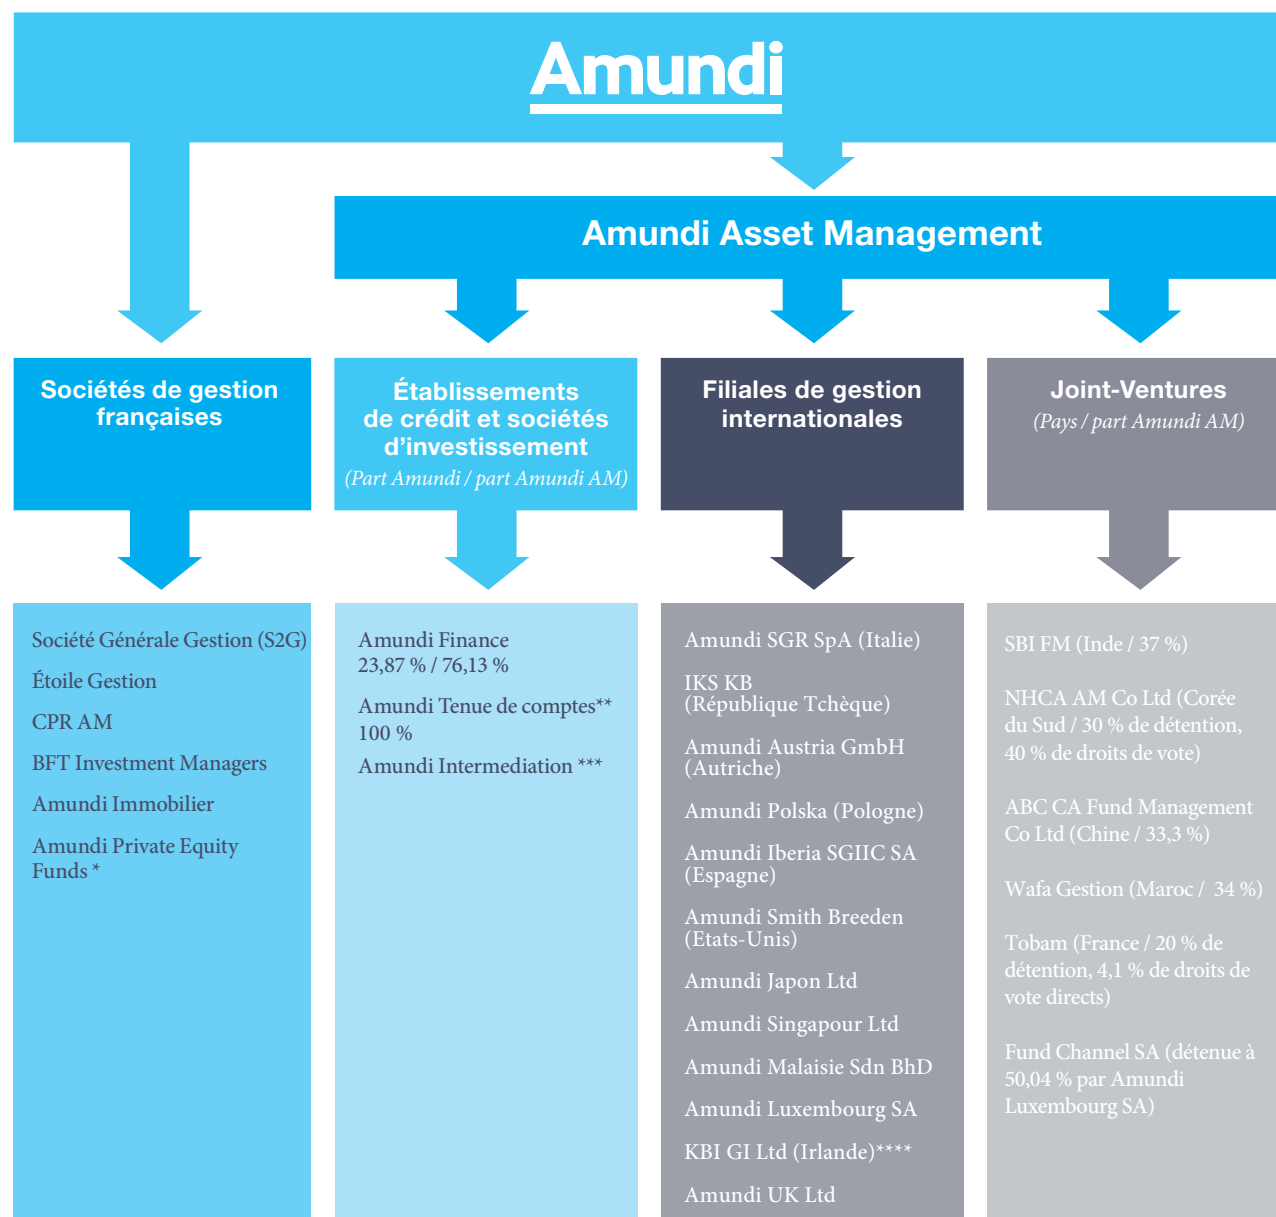 Amundi
Amundi Asset Management
Sociétés de gestion
françaises
Établissements
de crédit et sociétés
d'investissement
(Part Amundi / part Amundi AM)
Filiales de gestion
internationales
Joint-Ventures
(Pays / part Amundi AM)
Société Générale Gestion (S2G)
Étoile Gestion
CPR AM
BFT Investment Managers
Amundi Immobilier
Amundi Private Equity
Funds *
Amundi Finance
23,87 % / 76,13 %
Amundi Tenue de comptes**
100 %
Amundi Intermediation ***
Amundi SGR SpA (Italie)
IKS KB
(République Tchèque)
Amundi Austria GmbH
(Autriche)
Amundi Polska (Pologne)
Amundi Iberia SGIIC SA
(Espagne)
Amundi Smith Breeden
(Etats-Unis)
Amundi Japon Ltd
Amundi Singapour Ltd
Amundi Malaisie Sdn BhD
Amundi Luxembourg SA
KBI GI Ltd (Irlande)****
Amundi UK Ltd
SBI FM (Inde / 37 %)
NHCA AM Co Ltd (Corée
du Sud / 30 % de détention,
40 % de droits de vote)
ABC CA Fund Management
Co Ltd (Chine / 33,3 %)
Wafa Gestion (Maroc / 34 %)
Tobam (France / 20 % de
détention, 4,1 % de droits de
vote directs)
Fund Channel SA (détenue à
50,04 % par Amundi
Luxembourg SA)